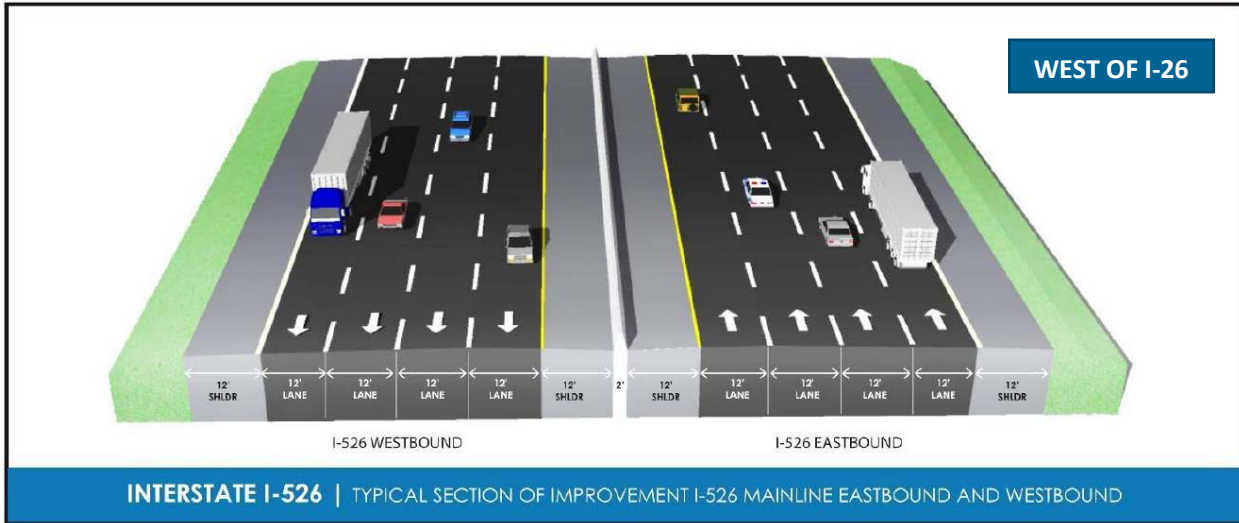 WEST OF I-26
12' SHLDR
12' LANE
12' LANE
12' LANE
12' LANE
12' SHLDR
2'
12' SHLDR
12' LANE
12' LANE
12' LANE
12' LANE
12' SHLDR
I-526 WESTBOUND
I-526 EASTBOUND
INTERSTATE I-526 | TYPICAL SECTION OF IMPROVEMENT I-526 MAINLINE EASTBOUND AND WESTBOUND